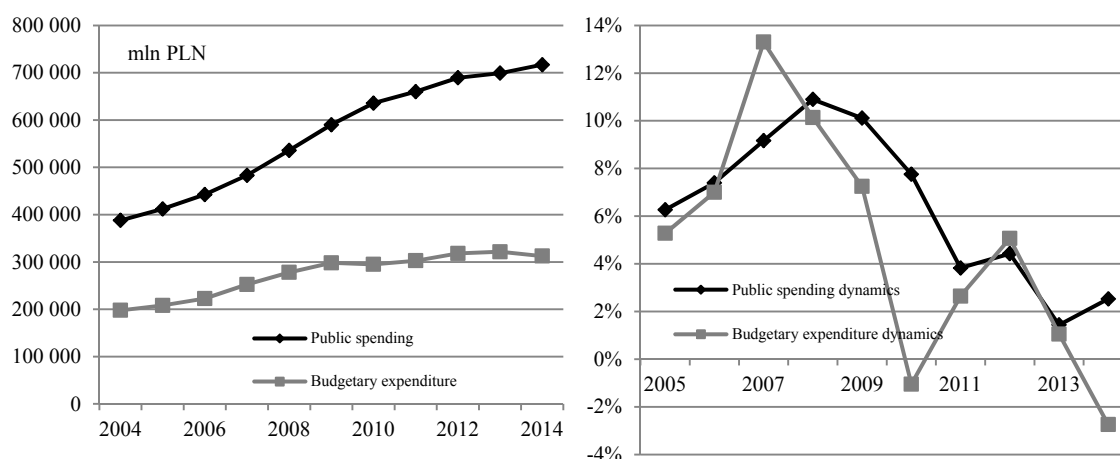 800 000
700 000
600 000
500 000
400 000
300 000
200 000
100 000
0
mln PLN
Public spending
Budgetary expenditure
2004 2006 2008 2010 2012 2014
14%
12%
10%
8%
6%
4%
2%
0%
-2%
-4%
Public spending dynamics
Budgetary expenditure dynamics
2005 2007 2009 2011 2013